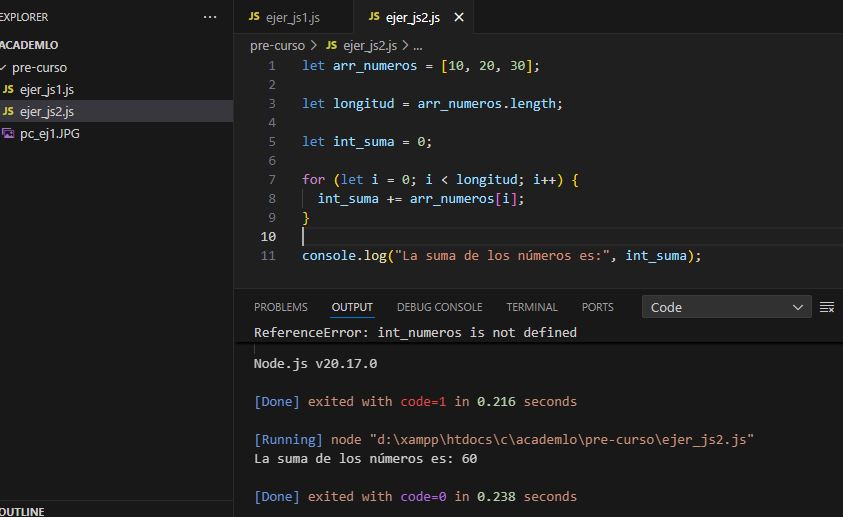 EXPLORER
ACADEMLO
pre-curso
JS ejer_js1.js
JS ejer_js2.js
pc_ej1.JPG
OUTLINE
JS ejer_js1.js JS ejer_js2.js
pre-curso > JS ejer_js2.js > ...
1 let arr_numeros = [10, 20, 30];
2
3 let longitud = arr_numeros.length;
4
5 let int_suma = 0;
6
7 for (let i = 0; i < longitud; i++) {
8 int_suma += arr_numeros[i];
9 }
10
11 console.log("La suma de los números es:", int_suma);
PROBLEMS OUTPUT DEBUG CONSOLE TERMINAL PORTS Code
ReferenceError: int_numeros is not defined
Node.js v20.17.0
[Done] exited with code=1 in 0.216 seconds
[Running] node "d:\xampp\htdocs\c\academlo\pre-curso\ejer_js2.js"
La suma de los números es: 60
[Done] exited with code=0 in 0.238 seconds